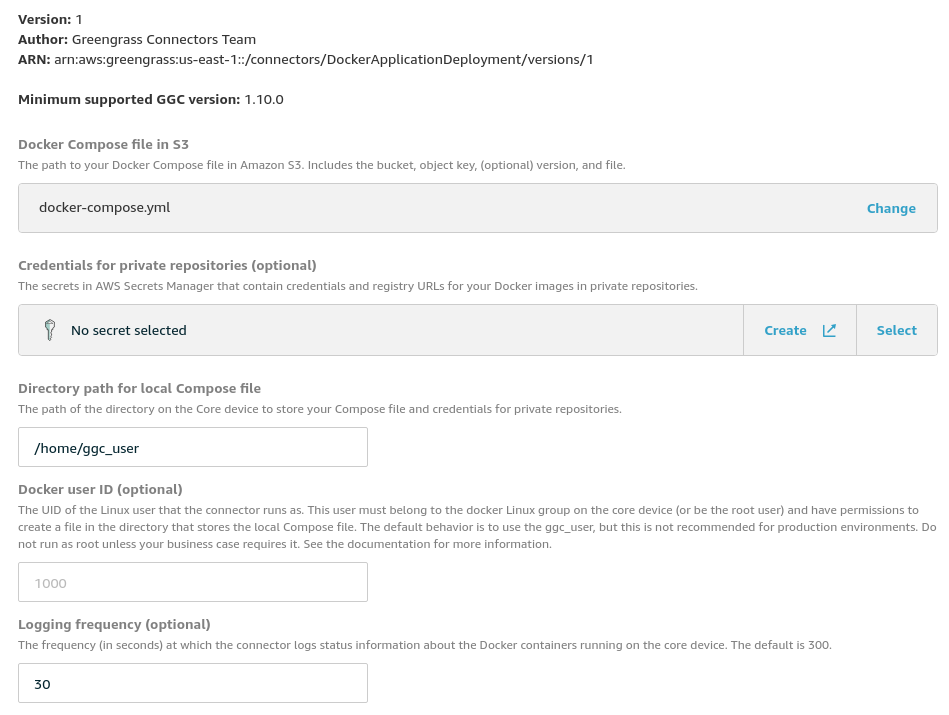 Version: 1
Author: Greengrass Connectors Team
ARN: arn:aws:greengrass:us-east-1::/connectors/DockerApplicationDeployment/versions/1
Minimum supported GGC version: 1.10.0
Docker Compose file in S3
The path to your Docker Compose file in Amazon S3. Includes the bucket, object key, (optional) version, and file.
docker-compose.yml Change
Credentials for private repositories (optional)
The secrets in AWS Secrets Manager that contain credentials and registry URLs for your Docker images in private repositories.
No secret selected Create Select
Directory path for local Compose file
The path of the directory on the Core device to store your Compose file and credentials for private repositories.
/home/ggc_user
Docker user ID (optional)
The UID of the Linux user that the connector runs as. This user must belong to the docker Linux group on the core device (or be the root user) and have permissions to
create a file in the directory that stores the local Compose file. The default behavior is to use the ggc_user, but this is not recommended for production environments. Do
not run as root unless your business case requires it. See the documentation for more information.
1000
Logging frequency (optional)
The frequency (in seconds) at which the connector logs status information about the Docker containers running on the core device. The default is 300.
30